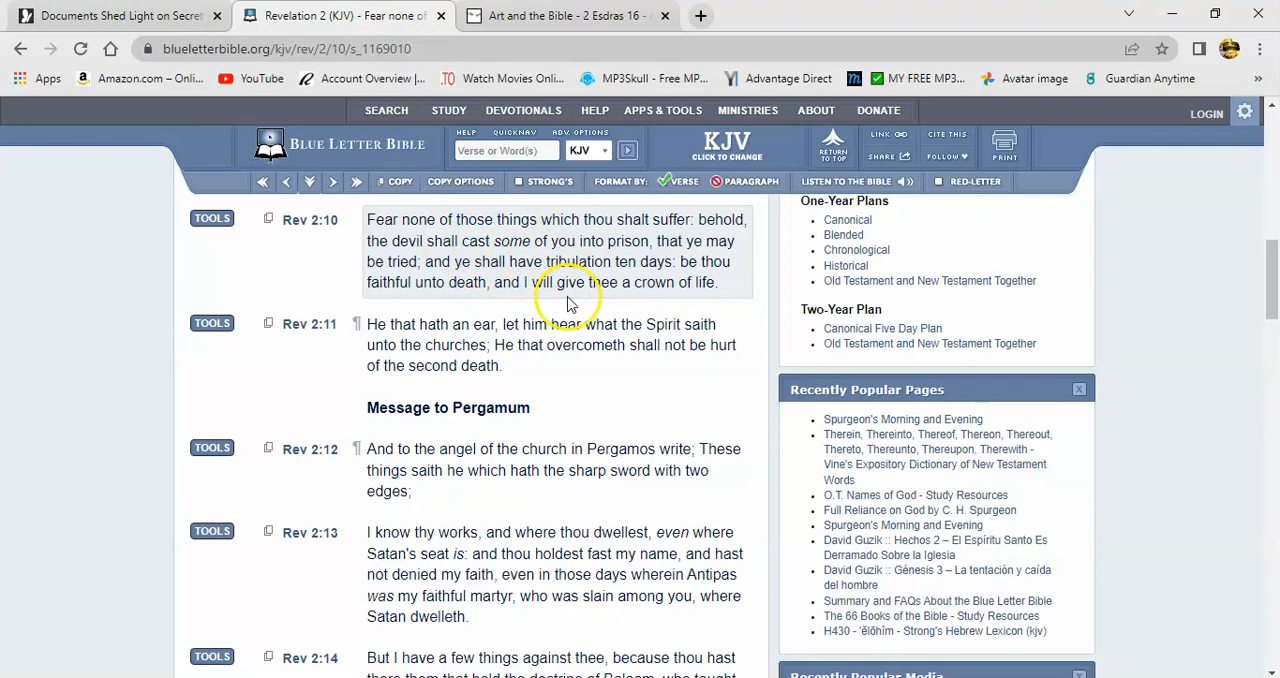 Documents Shed Light on Secret
Revelation 2 (KJV) - Fear none of
Art and the Bible - 2 Esdras 16 -
blueletterbible.org/kjv/rev/2/10/s_1169010
Apps
Amazon.com – Onli...
YouTube
Account Overview |...
Watch Movies Onli...
MP3Skull - Free MP...
Advantage Direct
MY FREE MP3...
Avatar image
Guardian Anytime
SEARCH STUDY DEVOTIONALS HELP APPS & TOOLS MINISTRIES ABOUT DONATE
LOGIN
BLUE LETTER BIBLE
HELP QUICKNAV ADV. OPTIONS
Verse or Word(s)
KJV
KJV
CLICK TO CHANGE
RETURN
TO TOP
LINK
CITE THIS
SHARE
FOLLOW
PRINT
COPY COPY OPTIONS STRONG'S FORMAT BY: VERSE PARAGRAPH LISTEN TO THE BIBLE RED-LETTER
TOOLS
Rev 2:10
Fear none of those things which thou shalt suffer: behold,
the devil shall cast some of you into prison, that ye may
be tried; and ye shall have tribulation ten days: be thou
faithful unto death, and I will give thee a crown of life.
TOOLS
Rev 2:11
¶ He that hath an ear, let him hear what the Spirit saith
unto the churches; He that overcometh shall not be hurt
of the second death.
Message to Pergamum
TOOLS
Rev 2:12
¶ And to the angel of the church in Pergamos write; These
things saith he which hath the sharp sword with two
edges;
TOOLS
Rev 2:13
I know thy works, and where thou dwellest, even where
Satan's seat is: and thou holdest fast my name, and hast
not denied my faith, even in those days wherein Antipas
was my faithful martyr, who was slain among you, where
Satan dwelleth.
TOOLS
Rev 2:14
But I have a few things against thee, because thou hast
there them that hold the doctrine of Balaam, who taught
One-Year Plans
Canonical
Blended
Chronological
Historical
Old Testament and New Testament Together
Two-Year Plan
Canonical Five Day Plan
Old Testament and New Testament Together
Recently Popular Pages
Spurgeon's Morning and Evening
Therein, Thereinto, Thereof, Thereon, Thereout,
Thereto, Thereunto, Thereupon, Therewith -
Vine's Expository Dictionary of New Testament
Words
O.T. Names of God - Study Resources
Full Reliance on God by C. H. Spurgeon
Spurgeon's Morning and Evening
David Guzik :: Hechos 2 – El Espíritu Santo Es
Derramado Sobre la Iglesia
David Guzik :: Génesis 3 – La tentación y caída
del hombre
Summary and FAQs About the Blue Letter Bible
The 66 Books of the Bible - Study Resources
H430 - 'ĕlōhîm - Strong's Hebrew Lexicon (kjv)
Recently Popular Media